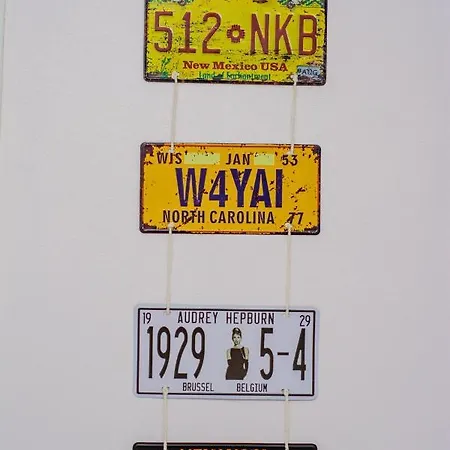 512 NKB
New Mexico USA
Land of Enchantment
WJS JAN 53
W4YAI
NORTH CAROLINA 77
19 AUDREY HEPBURN 29
1929 5-4
BRUSSEL BELGIUM